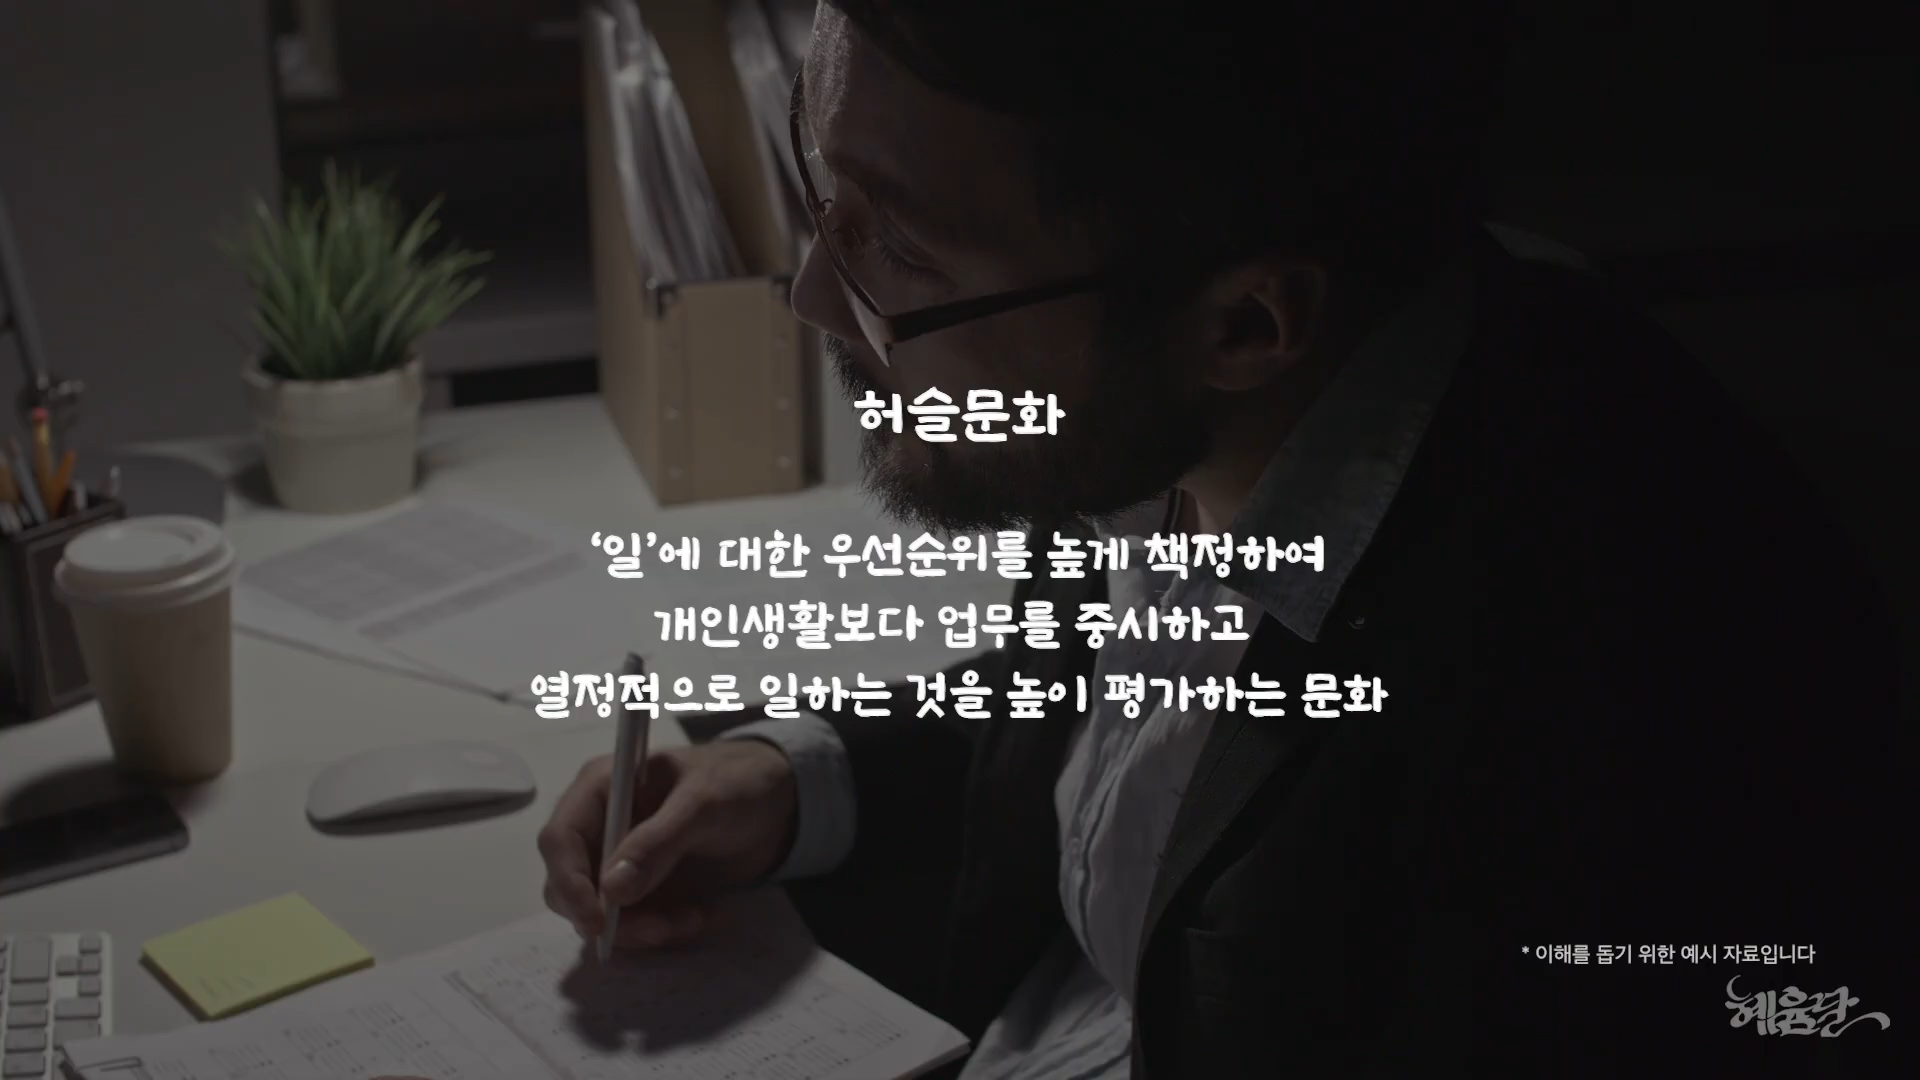 허슬문화
‘일’에 대한 우선순위를 높게 책정하여
개인생활보다 업무를 중시하고
열정적으로 일하는 것을 높이 평가하는 문화
* 이해를 돕기 위한 예시 자료입니다
혜윰달